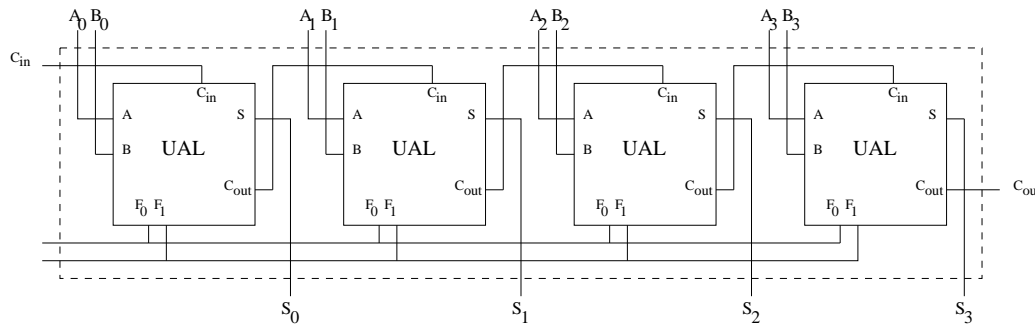 A0 B0 A1 B1 A2 B2 A3 B3
Cin
Cin Cin Cin Cin
A S A S A S A S
UAL UAL UAL UAL
B B B B
Cout Cout Cout Cout Cou
F0 F1 F0 F1 F0 F1 F0 F1
S0 S1 S2 S3